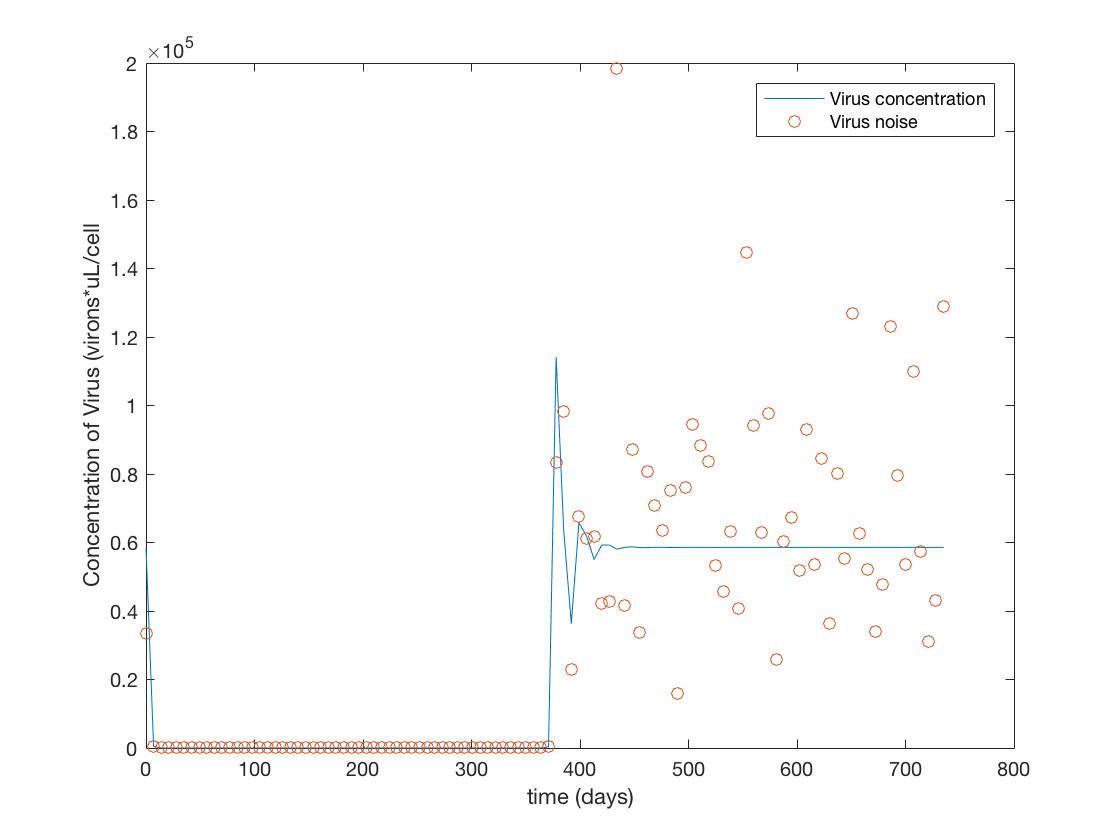 ×10⁵
2
1.8
1.6
1.4
1.2
1
0.8
0.6
0.4
0.2
0
Concentration of Virus (virons*uL/cell
Virus concentration
Virus noise
0 100 200 300 400 500 600 700 800
time (days)